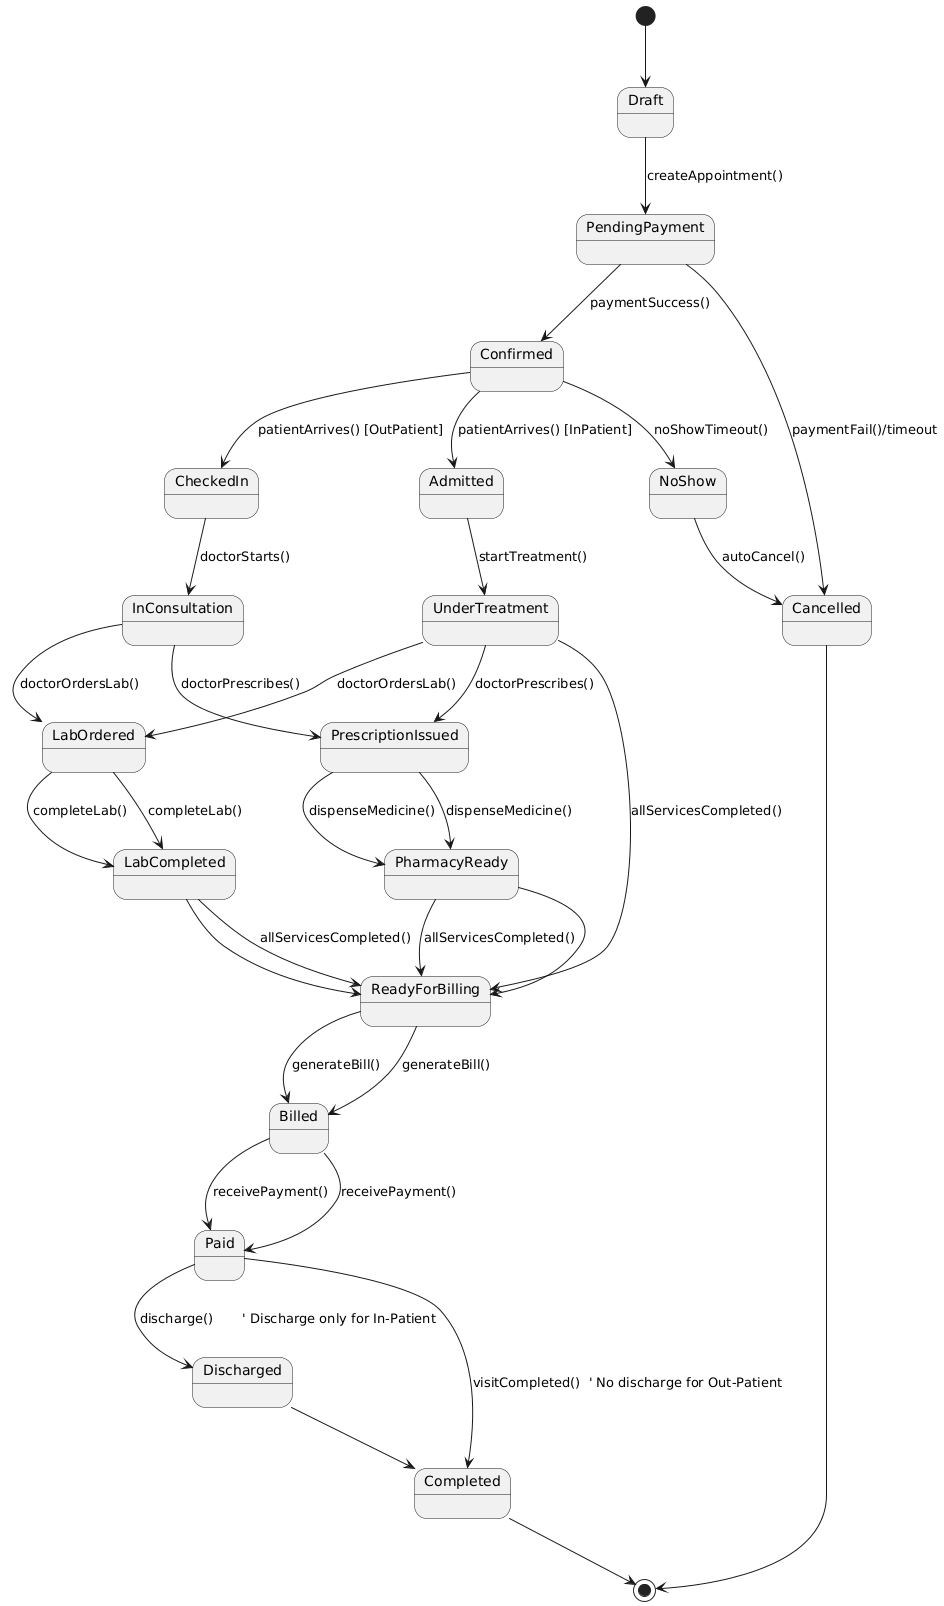 Draft
createAppointment()
PendingPayment
paymentSuccess()
Confirmed
patientArrives() [OutPatient]
patientArrives() [InPatient]
noShowTimeout()
paymentFail()/timeout
CheckedIn
Admitted
NoShow
doctorStarts()
startTreatment()
autoCancel()
InConsultation
UnderTreatment
Cancelled
doctorOrdersLab()
doctorPrescribes()
doctorOrdersLab()
doctorPrescribes()
LabOrdered
PrescriptionIssued
completeLab()
completeLab()
dispenseMedicine()
dispenseMedicine()
allServicesCompleted()
LabCompleted
PharmacyReady
allServicesCompleted()
allServicesCompleted()
ReadyForBilling
generateBill()
generateBill()
Billed
receivePayment()
receivePayment()
Paid
discharge() ' Discharge only for In-Patient
Discharged
visitCompleted() ' No discharge for Out-Patient
Completed